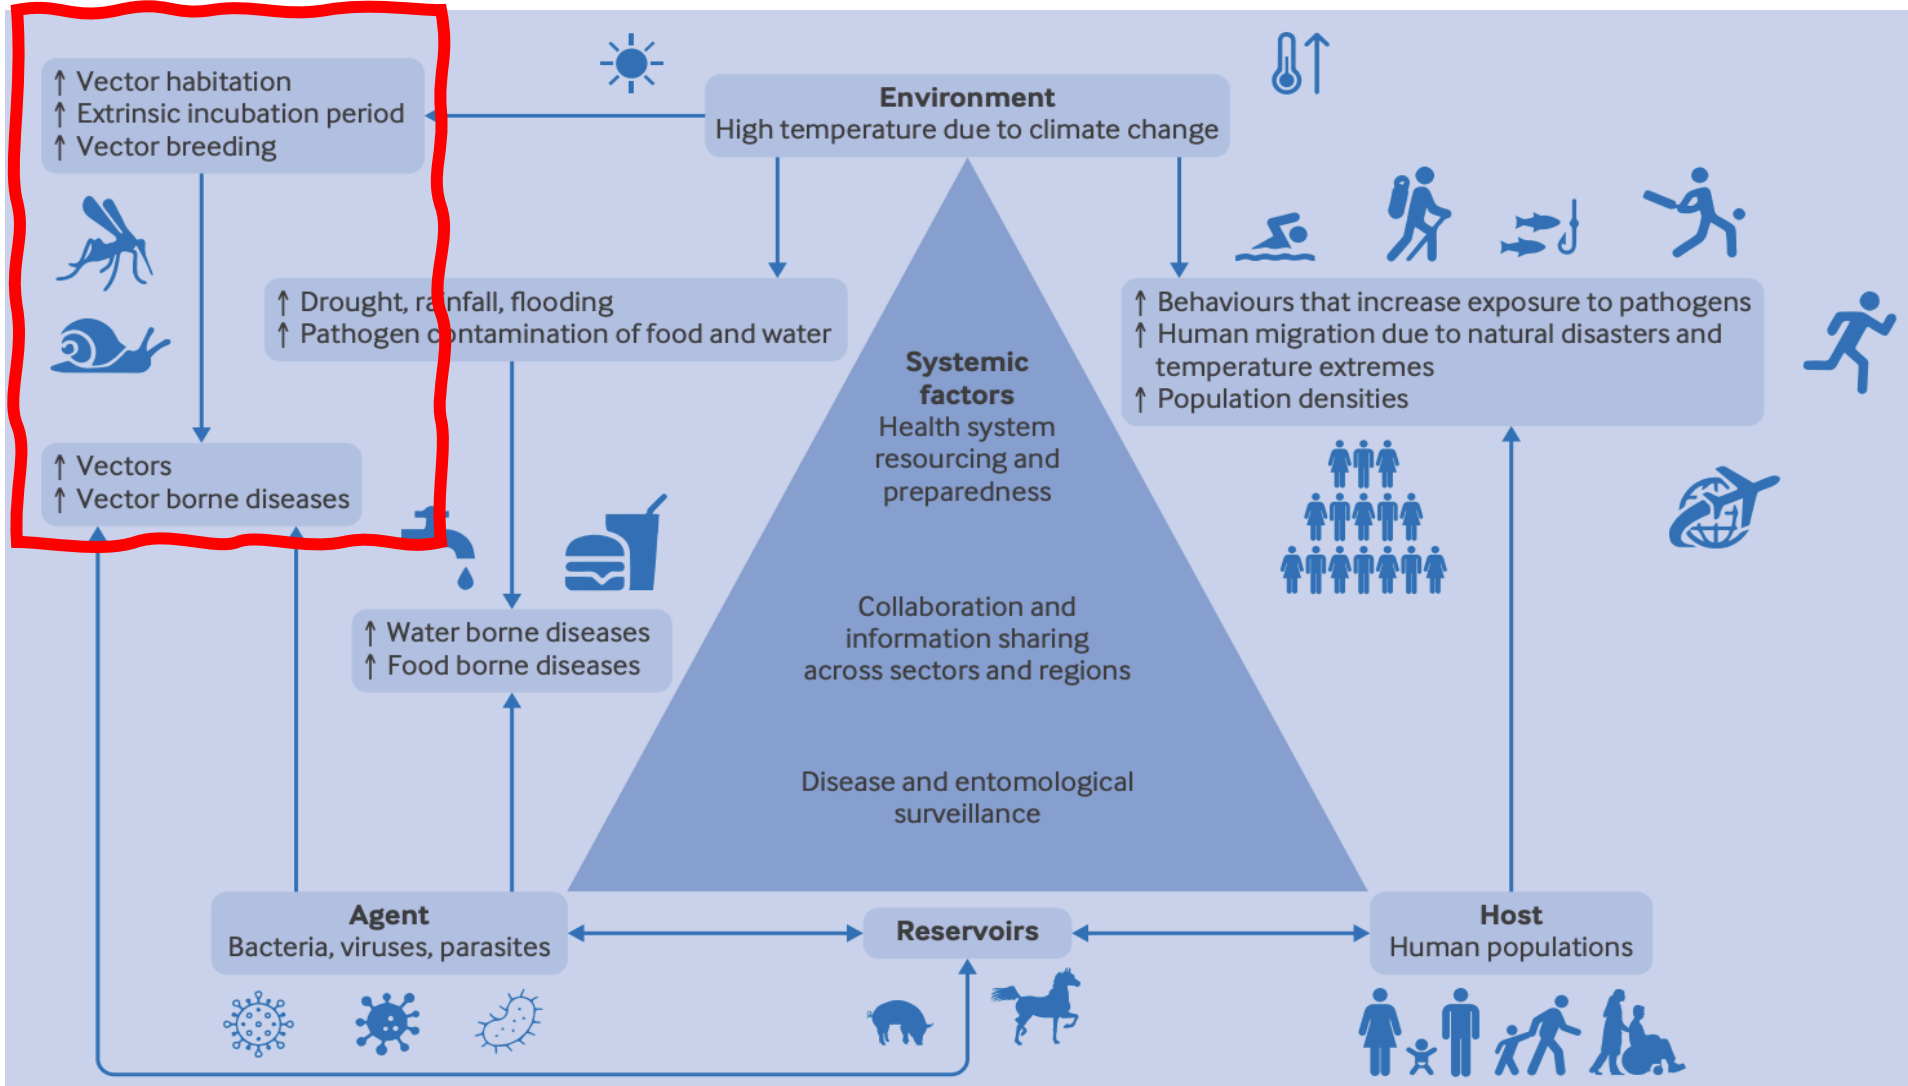 ↑ Vector habitation
↑ Extrinsic incubation period
↑ Vector breeding
Environment
High temperature due to climate change
↑ Drought, rainfall, flooding
↑ Pathogen contamination of food and water
↑ Behaviours that increase exposure to pathogens
↑ Human migration due to natural disasters and
temperature extremes
↑ Population densities
Systemic
factors
Health system
resourcing and
preparedness
↑ Vectors
↑ Vector borne diseases
Collaboration and
information sharing
across sectors and regions
↑ Water borne diseases
↑ Food borne diseases
Disease and entomological
surveillance
Agent
Bacteria, viruses, parasites
Reservoirs
Host
Human populations